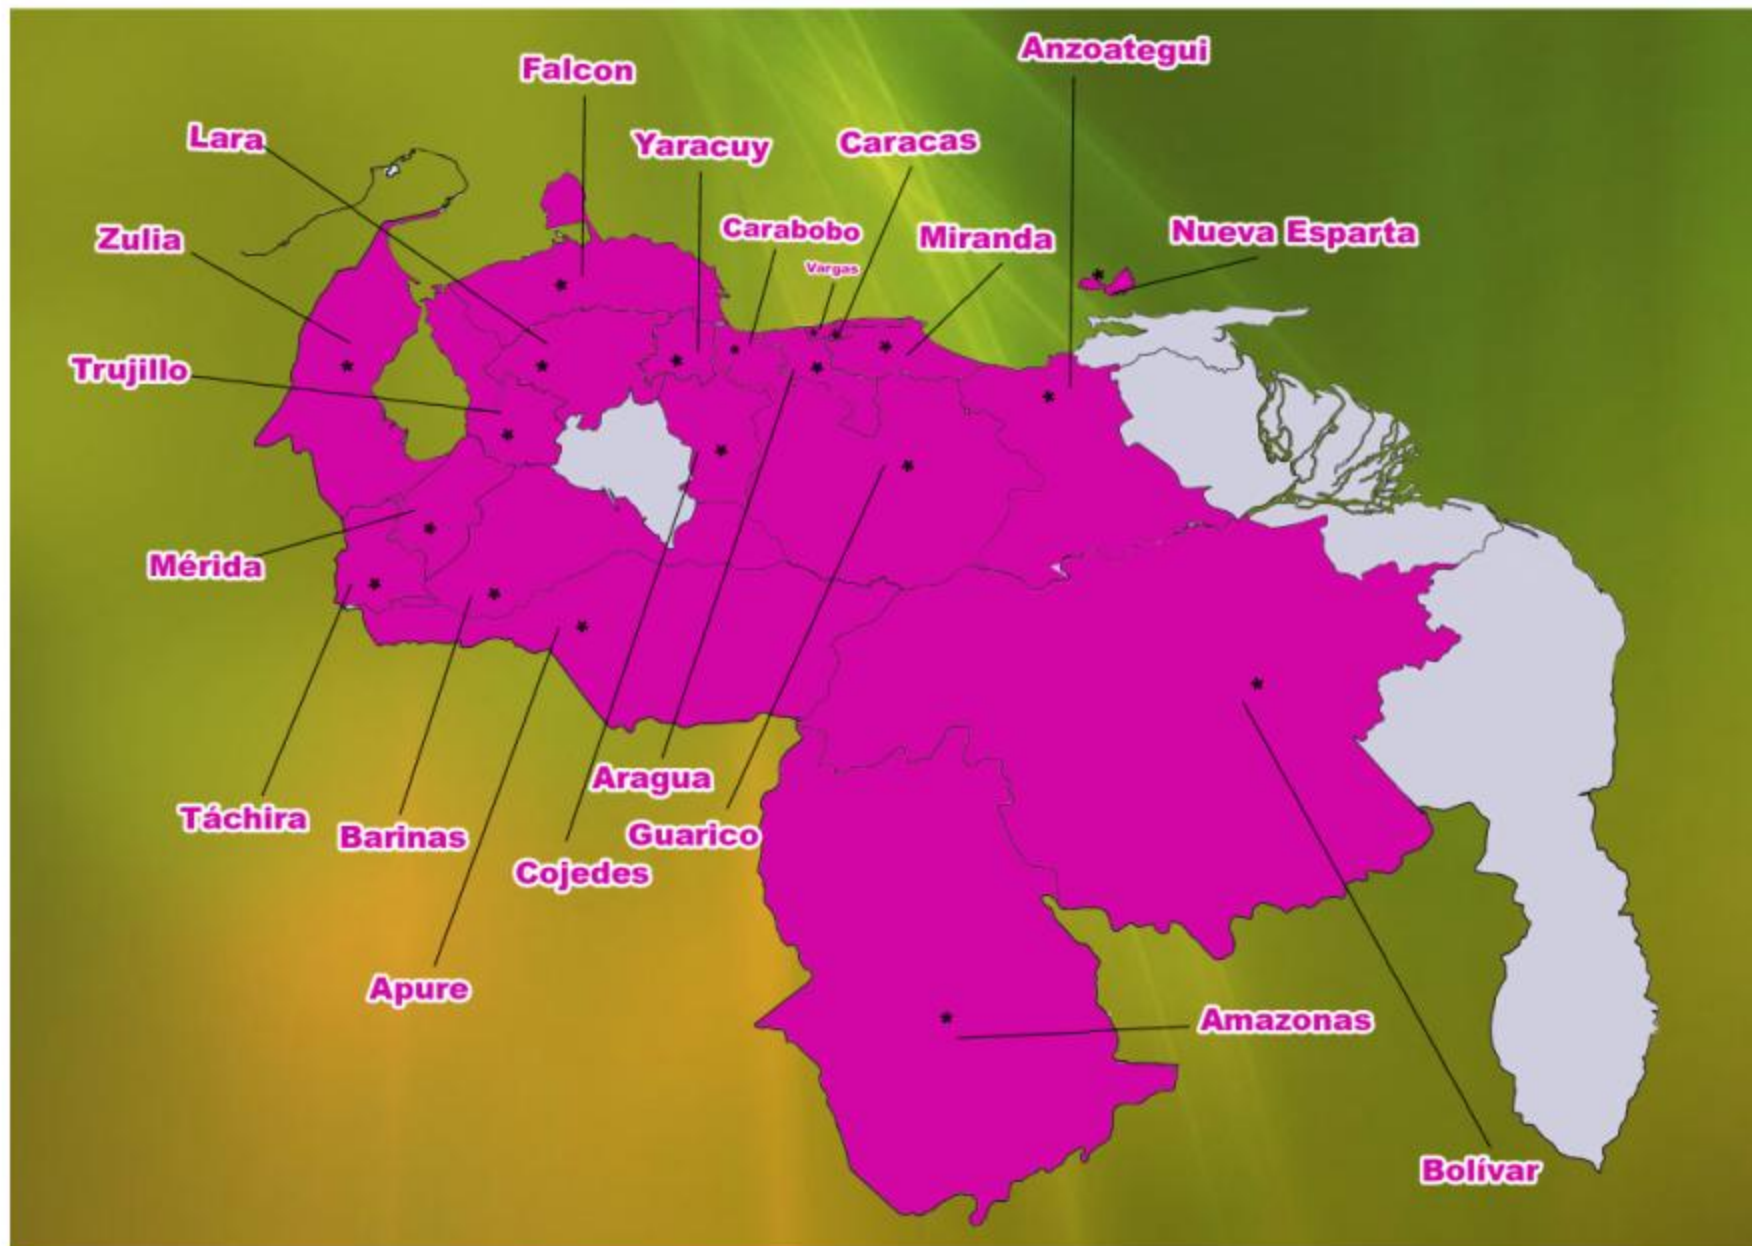 Anzoategui
Falcon
Lara
Yaracuy
Caracas
Carabobo
Miranda
Nueva Esparta
Zulia
Vargas
Trujillo
Mérida
Aragua
Táchira
Barinas
Guarico
Cojedes
Apure
Amazonas
Bolívar